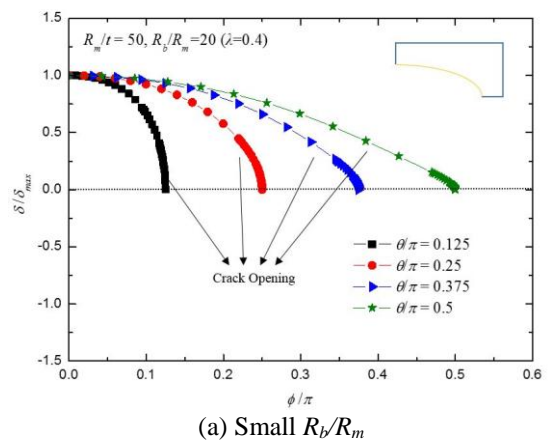 R_m/t = 50, R_b/R_m=20 (λ=0.4)
1.5
1.0
0.5
0.0
-0.5
-1.0
-1.5
δ/δ_max
Crack Opening
θ/π = 0.125
θ/π = 0.25
θ/π = 0.375
θ/π = 0.5
0.0 0.1 0.2 0.3 0.4 0.5 0.6
ϕ/π
(a) Small R_b/R_m